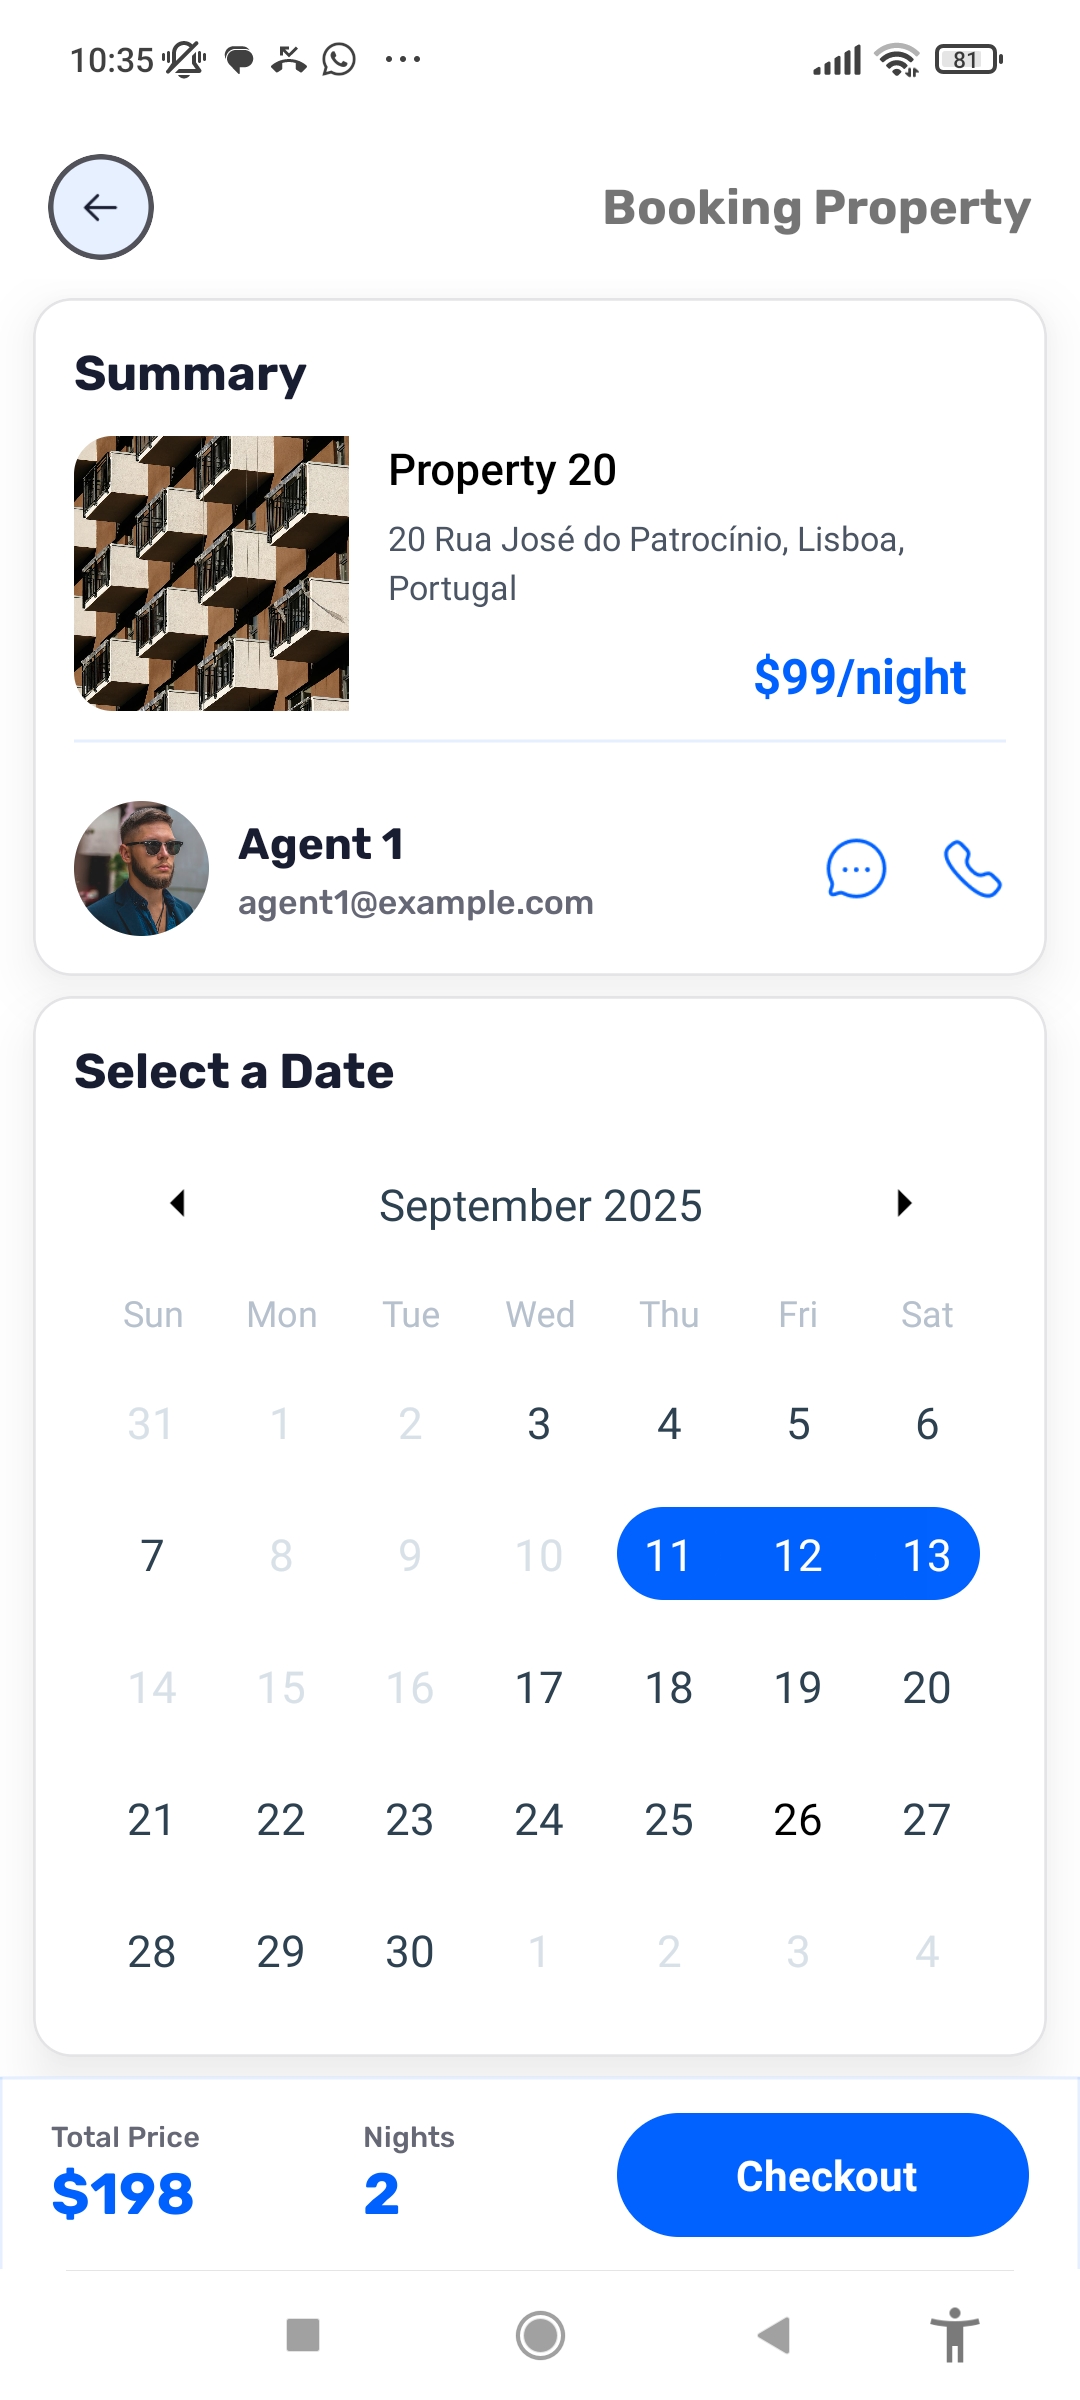 10:35
81
Booking Property
Summary
Property 20
20 Rua José do Patrocínio, Lisboa,
Portugal
$99/night
Agent 1
agent1@example.com
Select a Date
September 2025
Sun Mon Tue Wed Thu Fri Sat
31 1 2 3 4 5 6
7 8 9 10 11 12 13
14 15 16 17 18 19 20
21 22 23 24 25 26 27
28 29 30 1 2 3 4
Total Price Nights
$198 2
Checkout